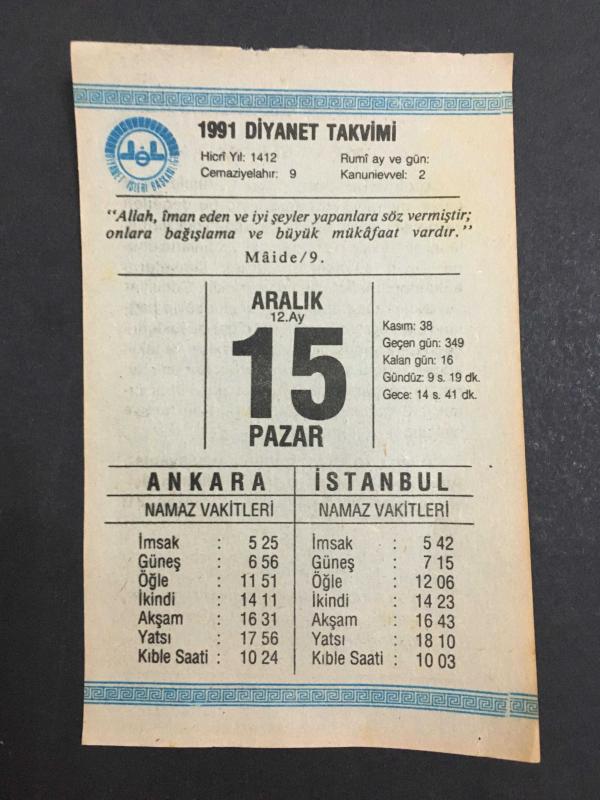 DİYANET İŞLERİ BAŞKANLIĞI
1991 DİYANET TAKVİMİ
Hicrî Yıl: 1412 Rumî ay ve gün:
Cemaziyelahır: 9 Kanunievvel: 2
“Allah, îman eden ve iyi şeyler yapanlara söz vermiştir;
onlara bağışlama ve büyük mükâfaat vardır.”
Mâide/9.
ARALIK
12.Ay
15
PAZAR
Kasım: 38
Geçen gün: 349
Kalan gün: 16
Gündüz: 9 s. 19 dk.
Gece: 14 s. 41 dk.
ANKARA
NAMAZ VAKİTLERİ
İmsak : 5 25
Güneş : 6 56
Öğle : 11 51
İkindi : 14 11
Akşam : 16 31
Yatsı : 17 56
Kıble Saati : 10 24
İSTANBUL
NAMAZ VAKİTLERİ
İmsak : 5 42
Güneş : 7 15
Öğle : 12 06
İkindi : 14 23
Akşam : 16 43
Yatsı : 18 10
Kıble Saati : 10 03